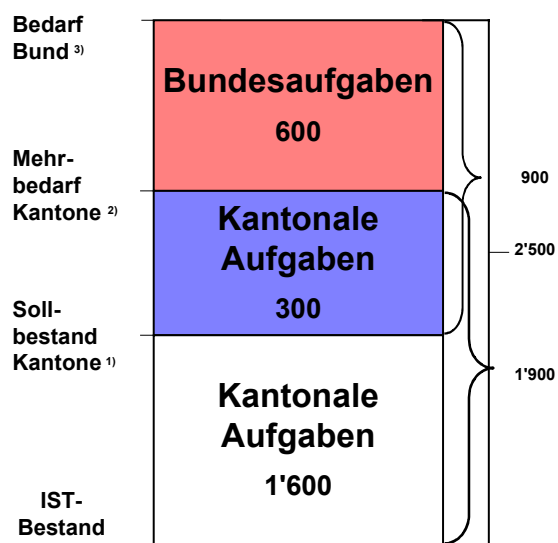 Bedarf
Bund 3)
Bundesaufgaben
600
Mehr-
bedarf
Kantone 2)
900
Kantonale
Aufgaben
300
2'500
Soll-
bestand
Kantone 1)
1'900
Kantonale
Aufgaben
1'600
IST-
Bestand